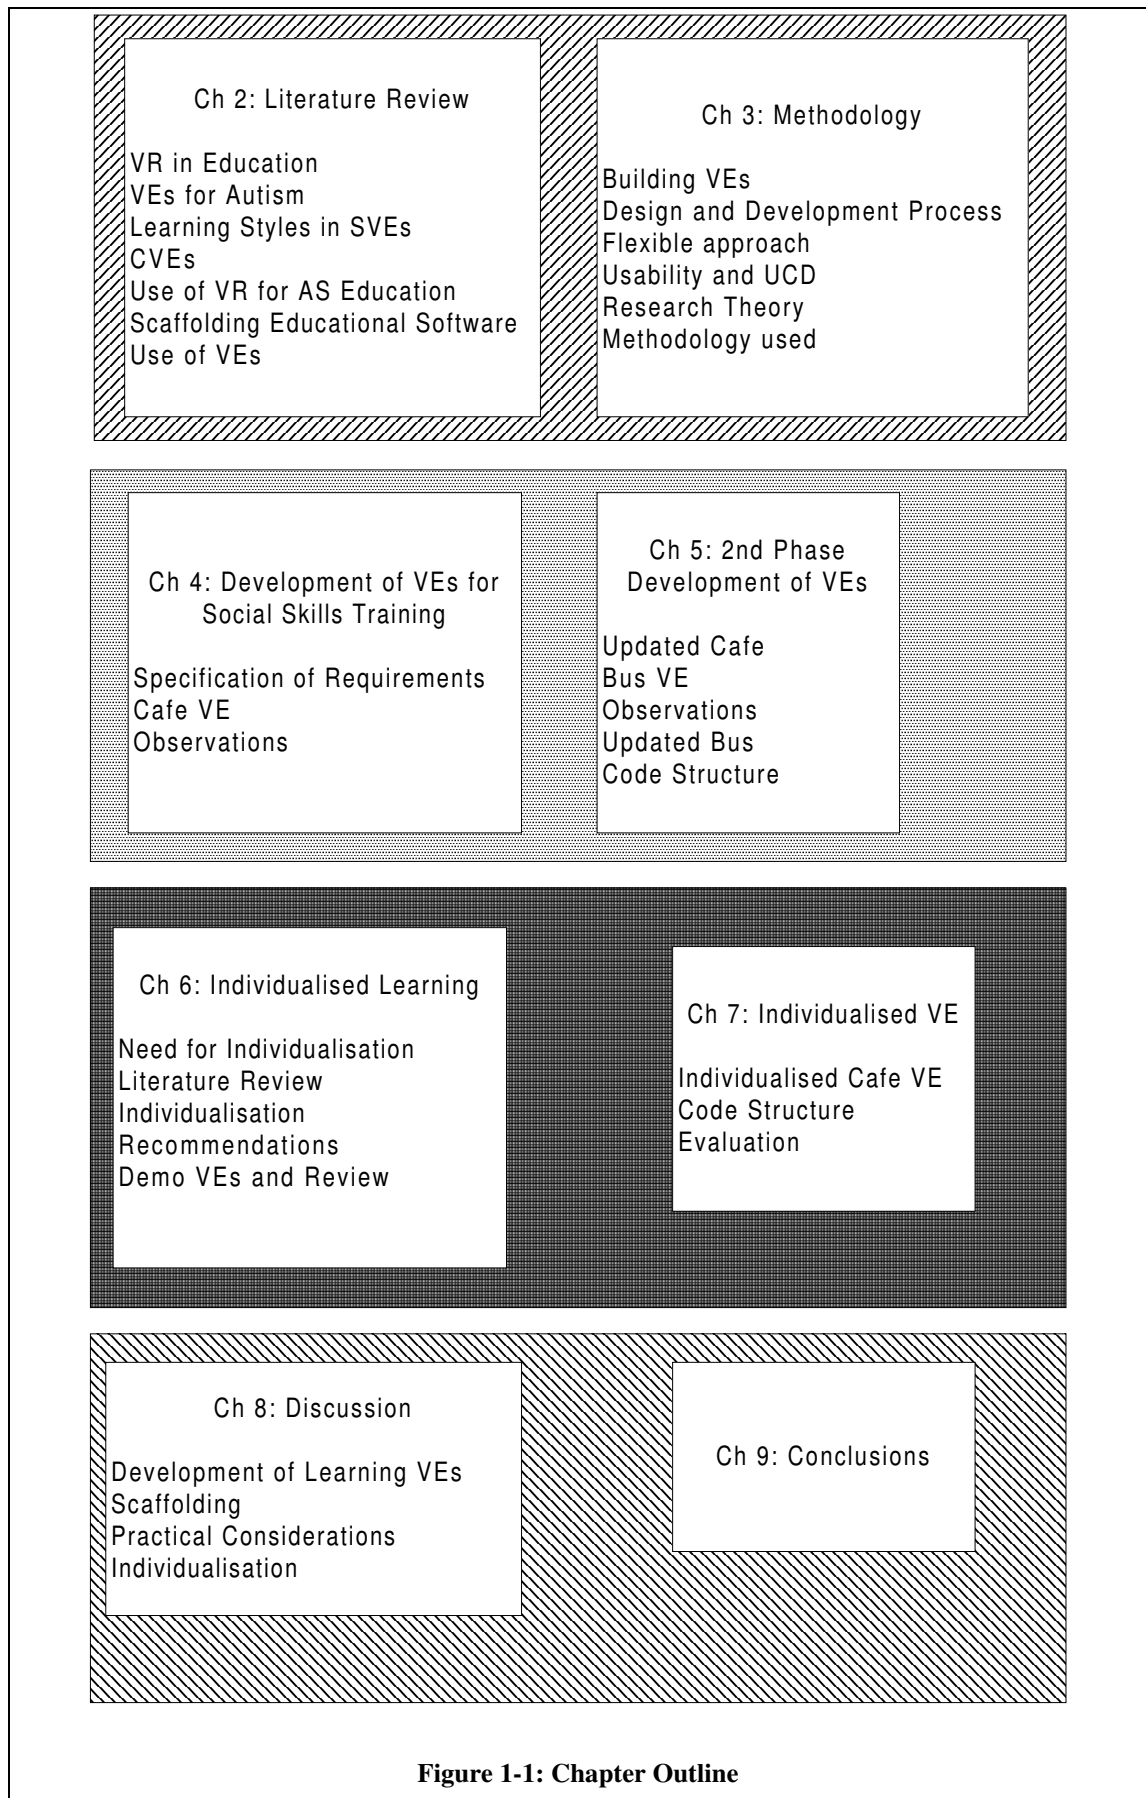 Ch 2: Literature Review
VR in Education
VEs for Autism
Learning Styles in SVEs
CVEs
Use of VR for AS Education
Scaffolding Educational Software
Use of VEs
Ch 3: Methodology
Building VEs
Design and Development Process
Flexible approach
Usability and UCD
Research Theory
Methodology used
Ch 4: Development of VEs for
Social Skills Training
Specification of Requirements
Cafe VE
Observations
Ch 5: 2nd Phase
Development of VEs
Updated Cafe
Bus VE
Observations
Updated Bus
Code Structure
Ch 6: Individualised Learning
Need for Individualisation
Literature Review
Individualisation
Recommendations
Demo VEs and Review
Ch 7: Individualised VE
Individualised Cafe VE
Code Structure
Evaluation
Ch 8: Discussion
Development of Learning VEs
Scaffolding
Practical Considerations
Individualisation
Ch 9: Conclusions
Figure 1-1: Chapter Outline